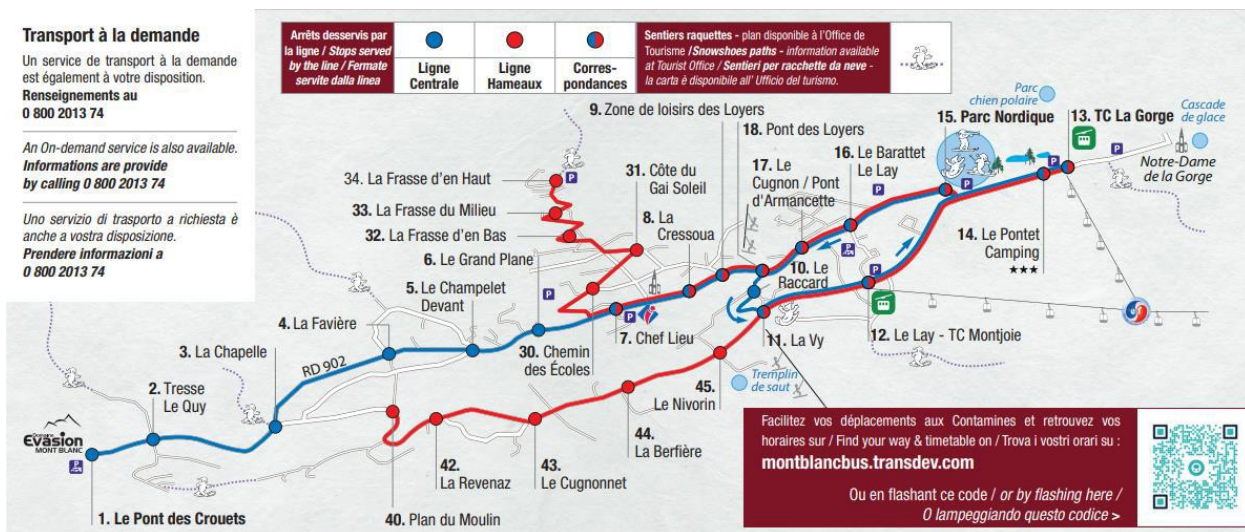 Transport à la demande
Un service de transport à la demande
est également à votre disposition.
Renseignements au
0 800 2013 74
An On-demand service is also available.
Informations are provide
by calling 0 800 2013 74
Uno servizio di trasporto a richiesta è
anche a vostra disposizione.
Prendere informazioni a
0 800 2013 74
Arrêts desservis par
la ligne / Stops served
by the line / Fermate
servite dalla linea
Ligne
Centrale
Ligne
Hameaux
Corres-
pondances
Sentiers raquettes - plan disponible à l'Office de
Tourisme /Snowshoes paths - information available
at Tourist Office / Sentieri per racchette da neve -
la carta è disponibile all' Ufficio del turismo.
9. Zone de loisirs des Loyers
18. Pont des Loyers
Parc
chien polaire
15. Parc Nordique
13. TC La Gorge
Cascade
de glace
Notre-Dame
de la Gorge
16. Le Barattet
Le Lay
17. Le
Cugnon / Pont
d'Armancette
31. Côte du
Gai Soleil
34. La Frasse d'en Haut
33. La Frasse du Milieu
32. La Frasse d'en Bas
8. La
Cressoua
6. Le Grand Plane
14. Le Pontet
Camping
★★★
10. Le
Raccard
5. Le Champelet
Devant
4. La Favière
3. La Chapelle
RD 902
7. Chef Lieu
11. La Vy
12. Le Lay - TC Montjoie
30. Chemin
des Écoles
2. Tresse
Le Quy
45.
Le Nivorin
Tremplin
de saut
44.
La Berfière
Domaine
Evasion
MONT BLANC
42.
La Revenaz
43.
Le Cugnonnet
1. Le Pont des Crouets
40. Plan du Moulin
P
P
P
P
P
P
P
P
P
P
Facilitez vos déplacements aux Contamines et retrouvez vos
horaires sur / Find your way & timetable on / Trova i vostri orari su :
montblancbus.transdev.com
Ou en flashant ce code / or by flashing here /
O lampeggiando questo codice >